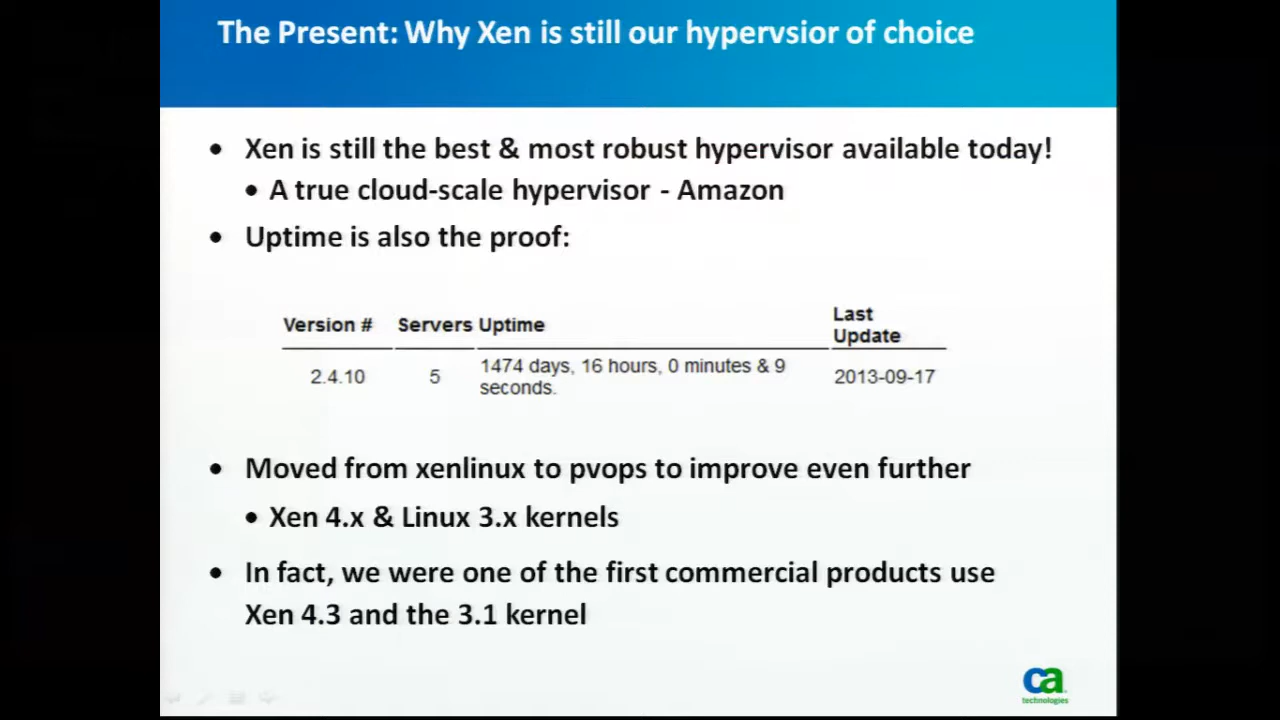 The Present: Why Xen is still our hypervsior of choice
• Xen is still the best & most robust hypervisor available today!
• A true cloud-scale hypervisor - Amazon
• Uptime is also the proof:
Version # Servers Uptime Last Update
2.4.10 5 1474 days, 16 hours, 0 minutes & 9 seconds. 2013-09-17
• Moved from xenlinux to pvops to improve even further
• Xen 4.x & Linux 3.x kernels
• In fact, we were one of the first commercial products use
Xen 4.3 and the 3.1 kernel
ca
technologies